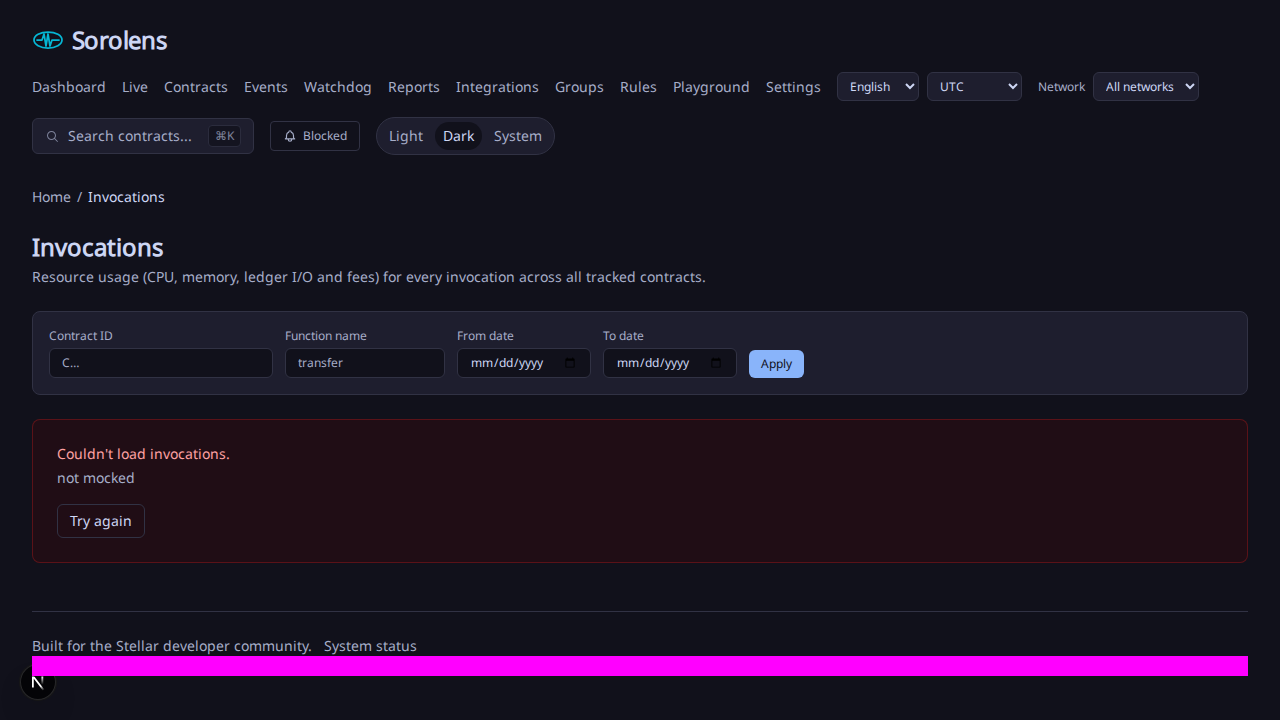 Sorolens
Dashboard Live Contracts Events Watchdog Reports Integrations Groups Rules Playground Settings English UTC Network All networks
Search contracts... ⌘K Blocked Light Dark System
Home / Invocations
Invocations
Resource usage (CPU, memory, ledger I/O and fees) for every invocation across all tracked contracts.
Contract ID Function name From date To date
C... transfer mm/dd/yyyy mm/dd/yyyy Apply
Couldn't load invocations.
not mocked
Try again
Built for the Stellar developer community. System status
N